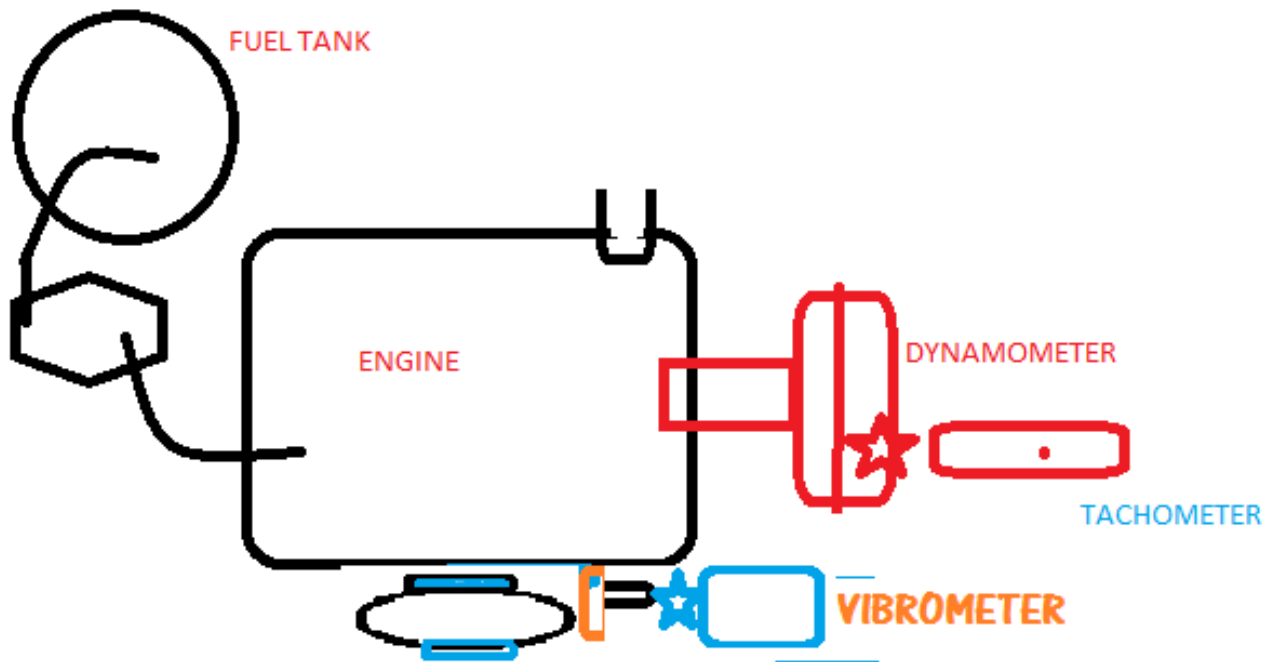 FUEL TANK
ENGINE
DYNAMOMETER
TACHOMETER
VIBROMETER